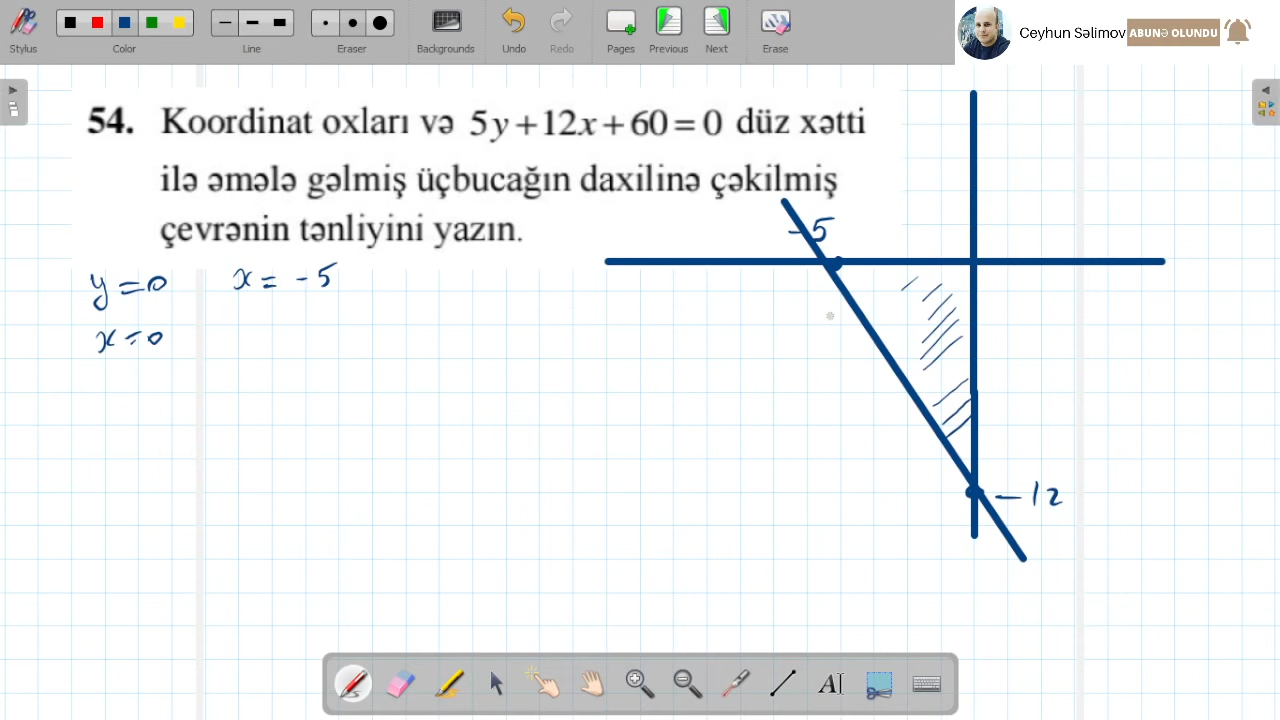 Stylus
Color
Line
Eraser
Backgrounds
Undo
Redo
Pages
Previous
Next
Erase
Ceyhun Səlimov
ABUNƏ OLUNDU
54. Koordinat oxları və 5y+12x+60=0 düz xətti
ilə əmələ gəlmiş üçbucağın daxilinə çəkilmiş
çevrənin tənliyini yazın.
-5
y=0 x=-5
x=0
-12
AI